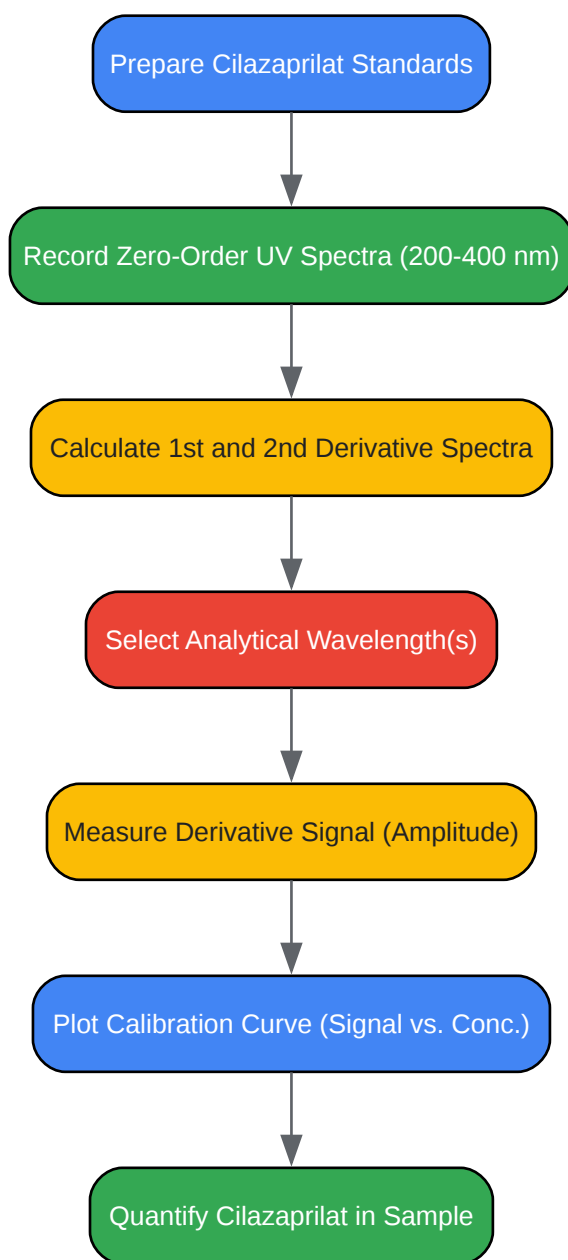 Prepare Cilazaprilat Standards
Record Zero-Order UV Spectra (200-400 nm)
Calculate 1st and 2nd Derivative Spectra
Select Analytical Wavelength(s)
Measure Derivative Signal (Amplitude)
Plot Calibration Curve (Signal vs. Conc.)
Quantify Cilazaprilat in Sample